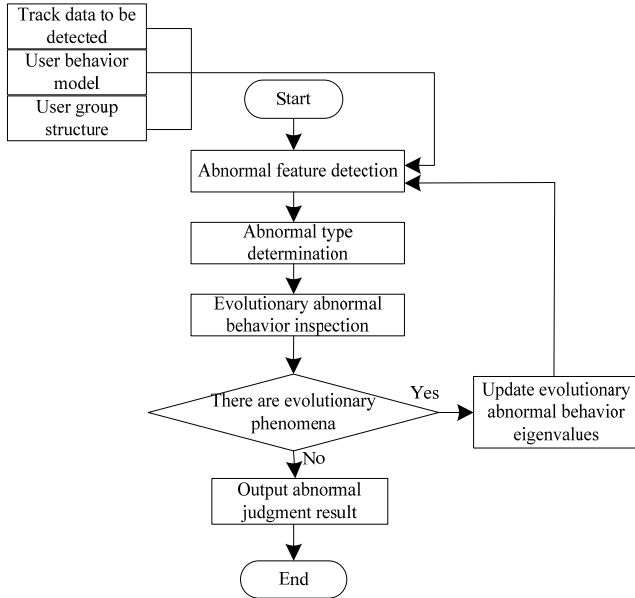 Track data to be
detected
User behavior
model
User group
structure
Start
Abnormal feature detection
Abnormal type
determination
Evolutionary abnormal
behavior inspection
There are evolutionary
phenomena
Yes
Update evolutionary
abnormal behavior
eigenvalues
No
Output abnormal
judgment result
End